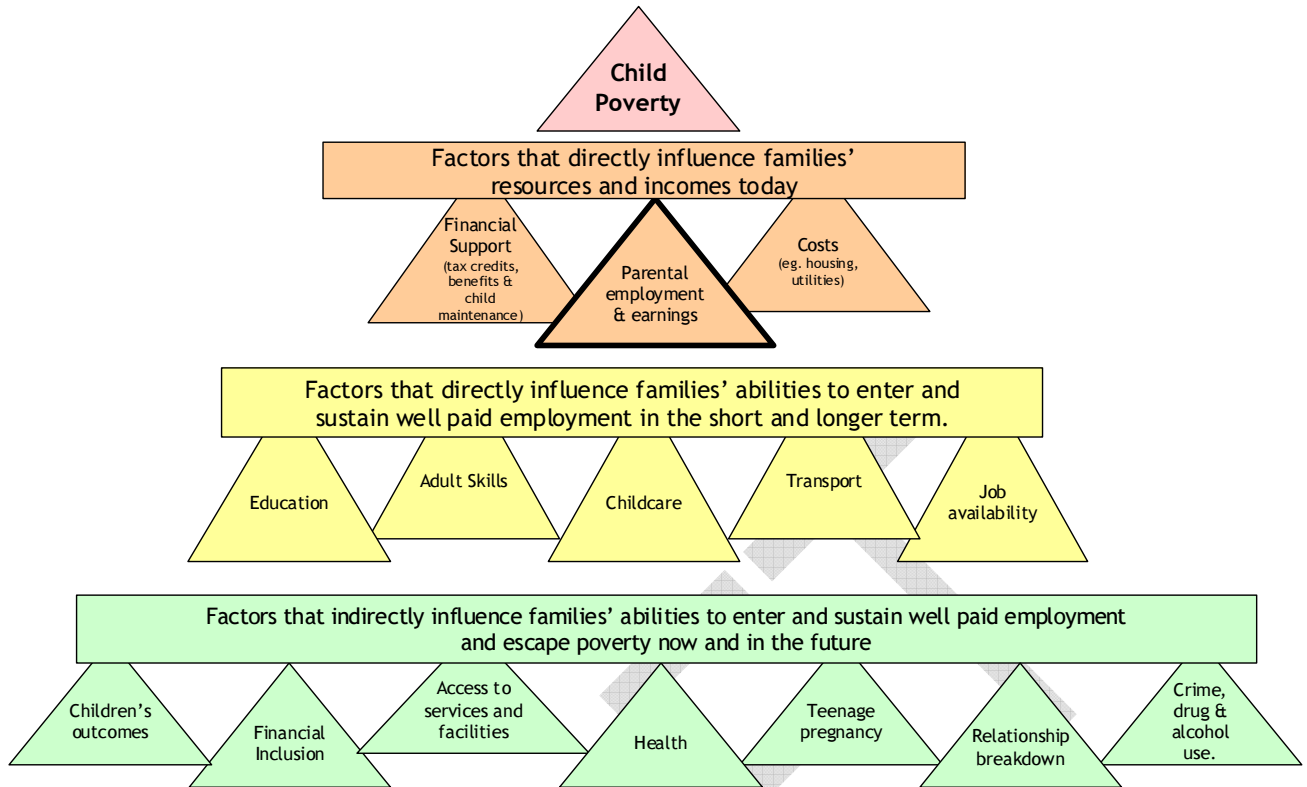 Child
Poverty
Factors that directly influence families’
resources and incomes today
Financial
Support
(tax credits,
benefits &
child
maintenance)
Parental
employment
& earnings
Costs
(eg. housing,
utilities)
Factors that directly influence families’ abilities to enter and
sustain well paid employment in the short and longer term.
Education
Adult Skills
Childcare
Transport
Job
availability
Factors that indirectly influence families’ abilities to enter and sustain well paid employment
and escape poverty now and in the future
Children’s
outcomes
Financial
Inclusion
Access to
services and
facilities
Health
Teenage
pregnancy
Relationship
breakdown
Crime,
drug &
alcohol
use.